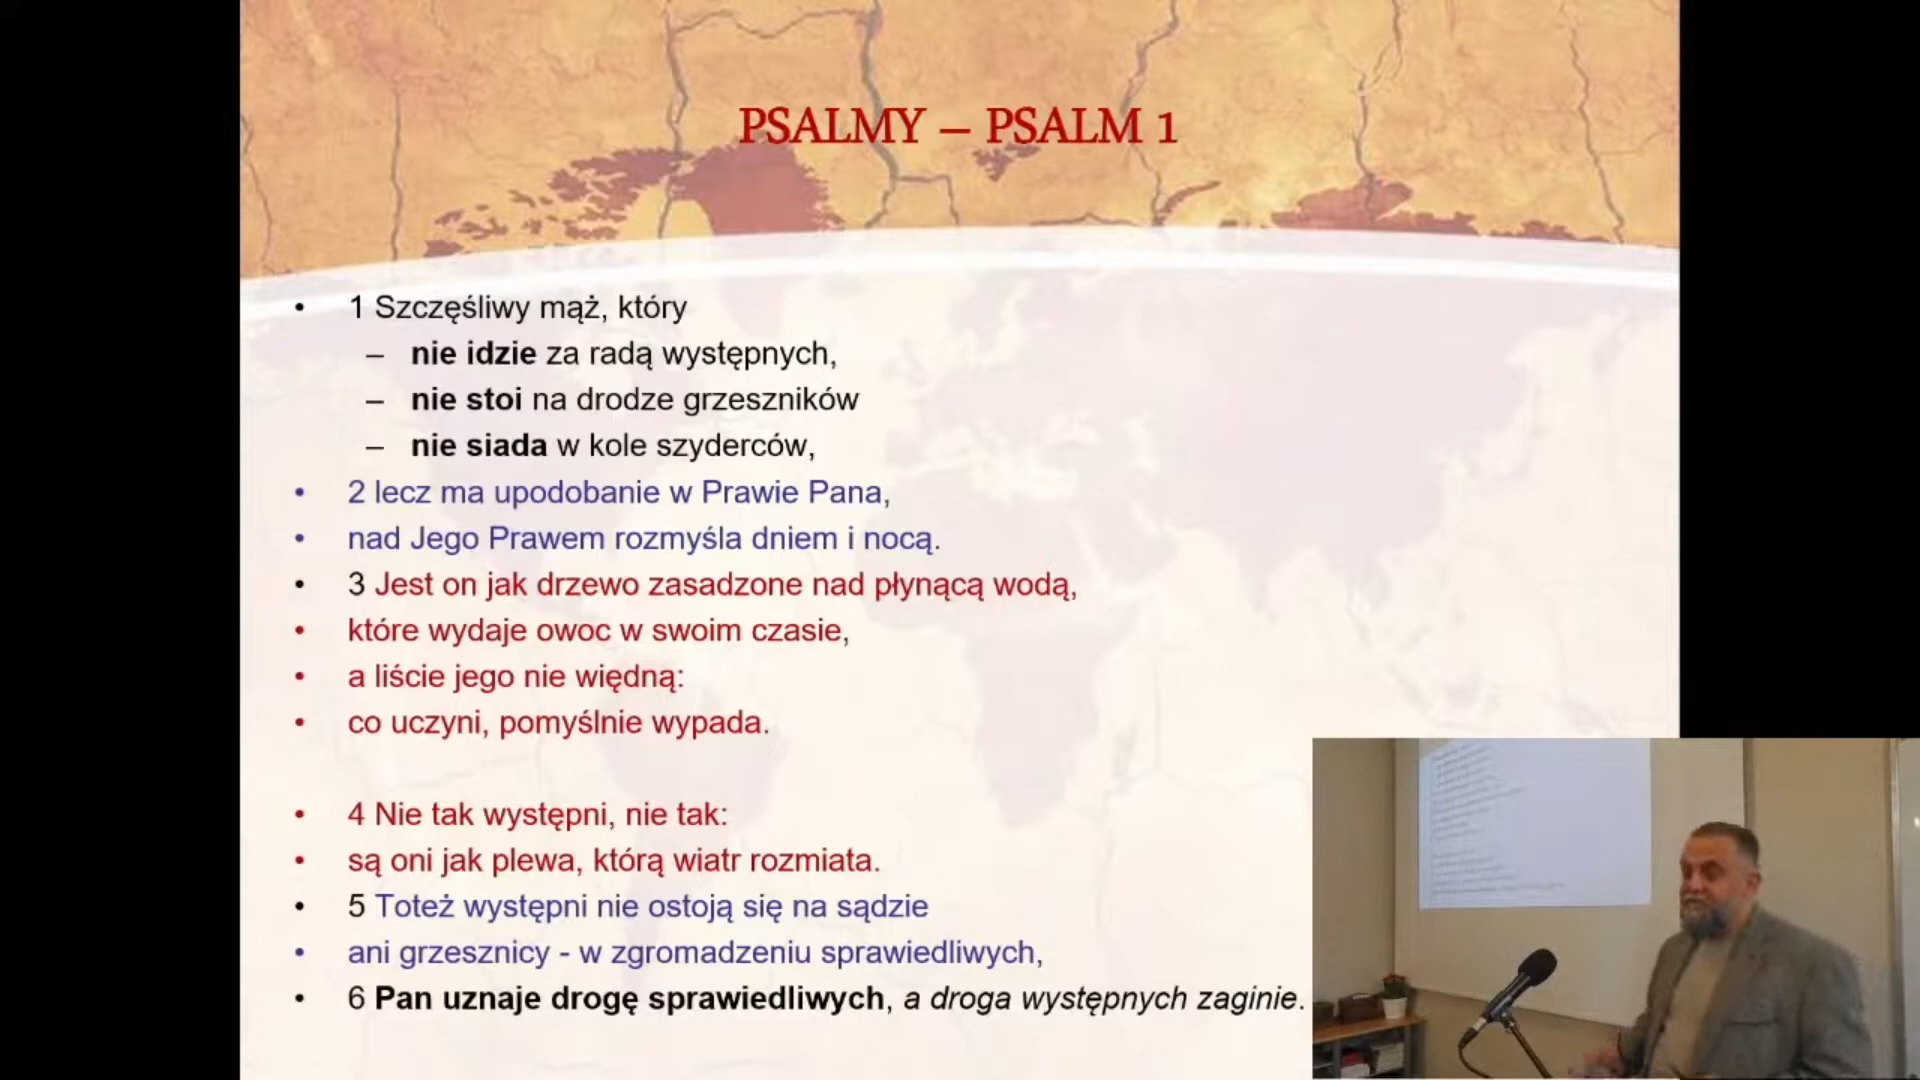 PSALMY – PSALM 1
• 1 Szczęśliwy mąż, który
– nie idzie za radą występnych,
– nie stoi na drodze grzeszników
– nie siada w kole szyderców,
• 2 lecz ma upodobanie w Prawie Pana,
• nad Jego Prawem rozmyśla dniem i nocą.
• 3 Jest on jak drzewo zasadzone nad płynącą wodą,
• które wydaje owoc w swoim czasie,
• a liście jego nie więdną:
• co uczyni, pomyślnie wypada.
• 4 Nie tak występni, nie tak:
• są oni jak plewa, którą wiatr rozmiata.
• 5 Toteż występni nie ostoją się na sądzie
• ani grzesznicy - w zgromadzeniu sprawiedliwych,
• 6 Pan uznaje drogę sprawiedliwych, a droga występnych zaginie.